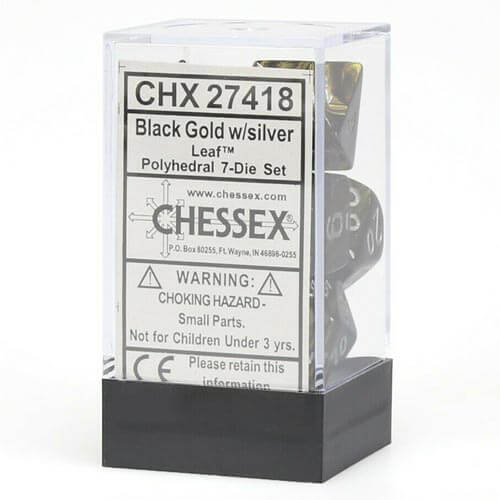 CHX 27418
Black Gold w/silver
Leaf™
Polyhedral 7-Die Set
www.chessex.com
CHESSEX®
P.O. Box 80255, Ft. Wayne, IN 46898-0255
WARNING:
CHOKING HAZARD-
Small Parts.
Not for Children Under 3 yrs.
CE Please retain this
information